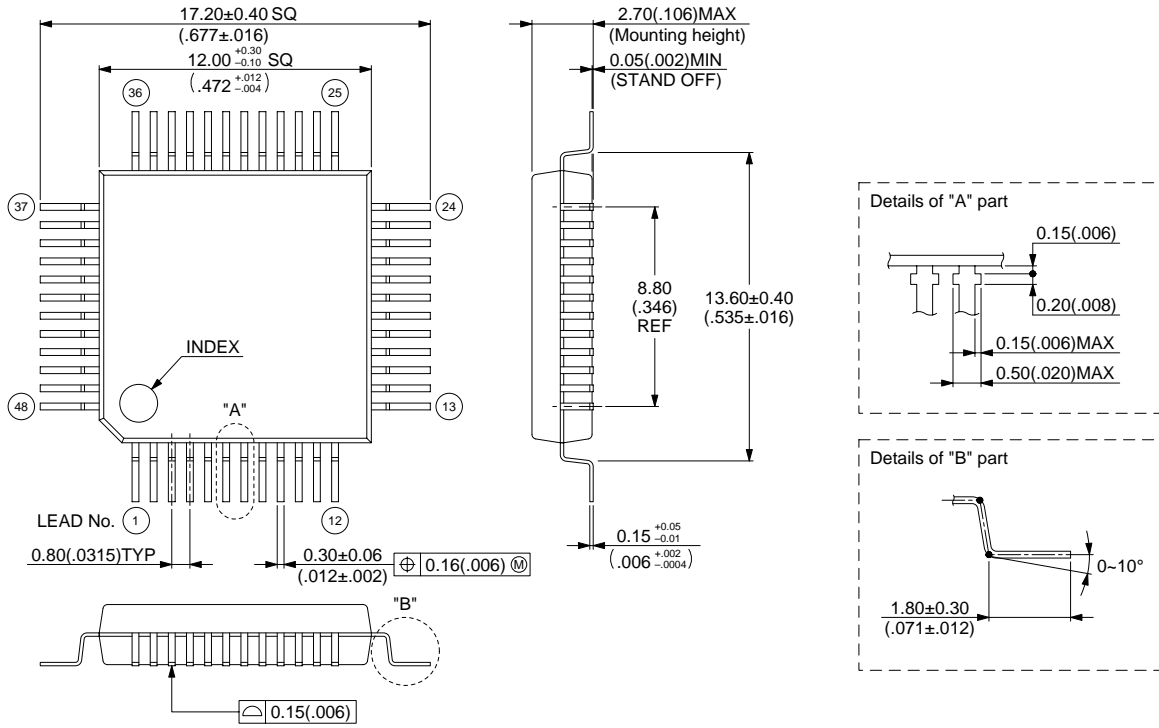 17.20±0.40 SQ
(.677±.016)
12.00 +0.30 −0.10 SQ
(.472 +.012 −.004)
36
25
37
24
INDEX
48
"A"
13
LEAD No.
1
12
0.80(.0315)TYP
0.30±0.06
(.012±.002)
⌖ 0.16(.006) Ⓜ
"B"
⌓ 0.15(.006)
2.70(.106)MAX
(Mounting height)
0.05(.002)MIN
(STAND OFF)
8.80
(.346)
REF
13.60±0.40
(.535±.016)
0.15 +0.05 −0.01
(.006 +.002 −.0004)
Details of "A" part
0.15(.006)
0.20(.008)
0.15(.006)MAX
0.50(.020)MAX
Details of "B" part
0~10°
1.80±0.30
(.071±.012)